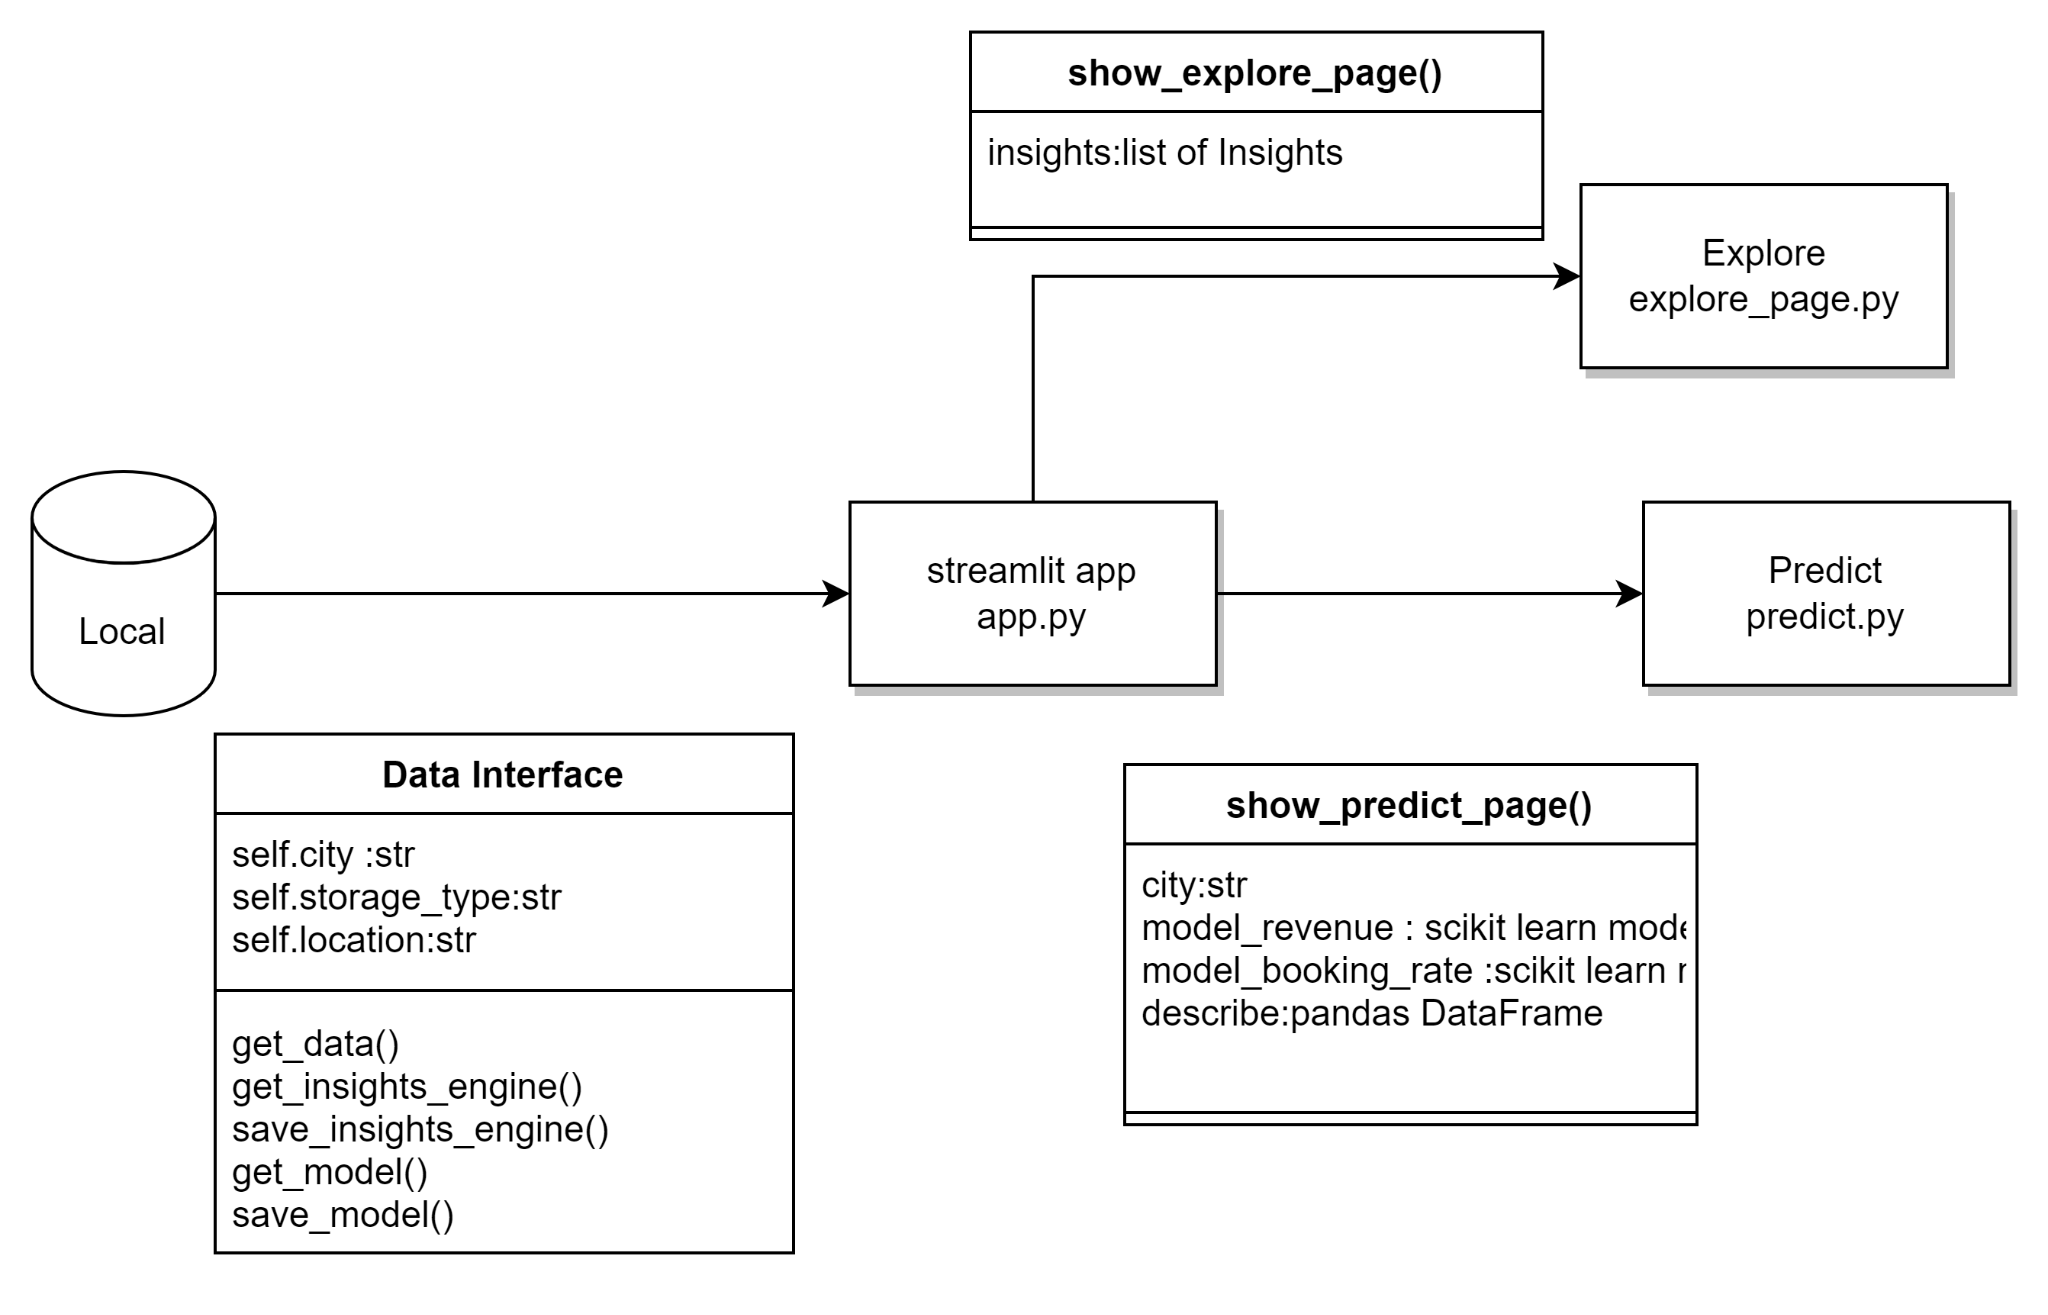 show_explore_page()
insights:list of Insights
Explore
explore_page.py
Local
streamlit app
app.py
Predict
predict.py
Data Interface
self.city :str
self.storage_type:str
self.location:str
get_data()
get_insights_engine()
save_insights_engine()
get_model()
save_model()
show_predict_page()
city:str
model_revenue : scikit learn
model_booking_rate :scikit learn
describe:pandas DataFrame